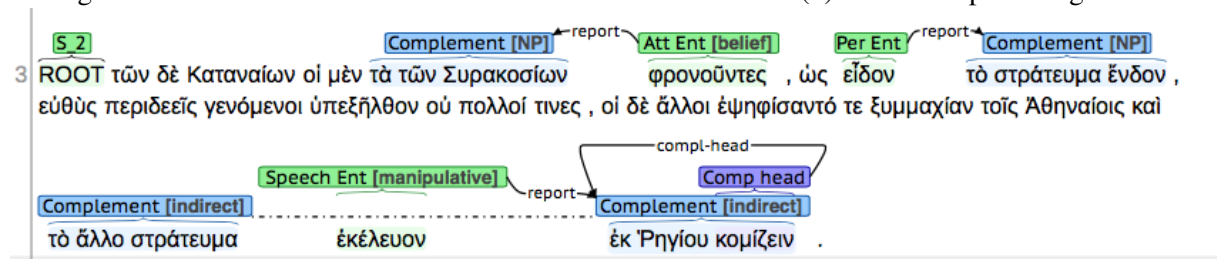 S_2 Complement [NP] report Att Ent [belief] Per Ent report Complement [NP]
3 ROOT τῶν δὲ Καταναίων οἱ μὲν τὰ τῶν Συρακοσίων φρονοῦντες , ὡς εἶδον τὸ στράτευμα ἔνδον ,
εὐθὺς περιδεεῖς γενόμενοι ὑπεξῆλθον οὐ πολλοί τινες , οἱ δὲ ἄλλοι ἐψηφίσαντό τε ξυμμαχίαν τοῖς Ἀθηναίοις καὶ
compl-head
Speech Ent [manipulative] report Comp head
Complement [indirect] Complement [indirect]
τὸ ἄλλο στράτευμα ἐκέλευον ἐκ Ῥηγίου κομίζειν .